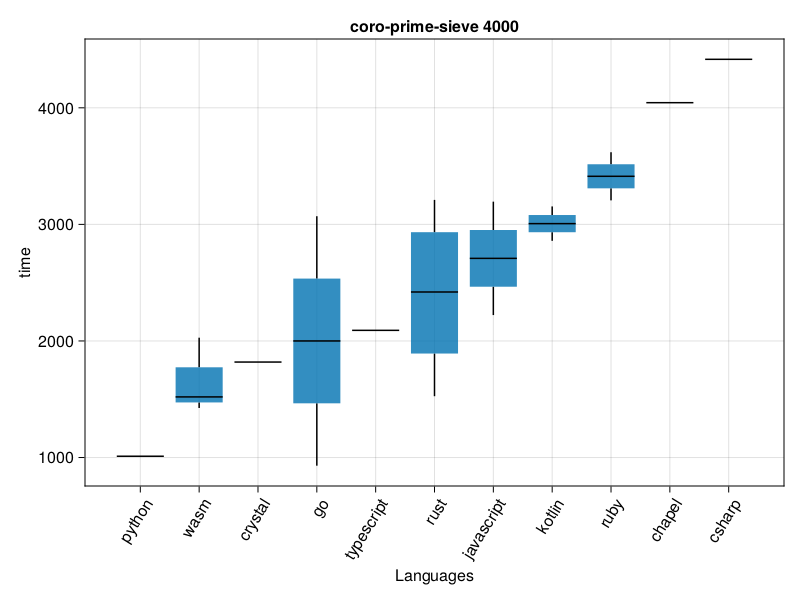 coro-prime-sieve 4000
time
4000
3000
2000
1000
python
wasm
crystal
go
typescript
rust
javascript
kotlin
ruby
chapel
csharp
Languages